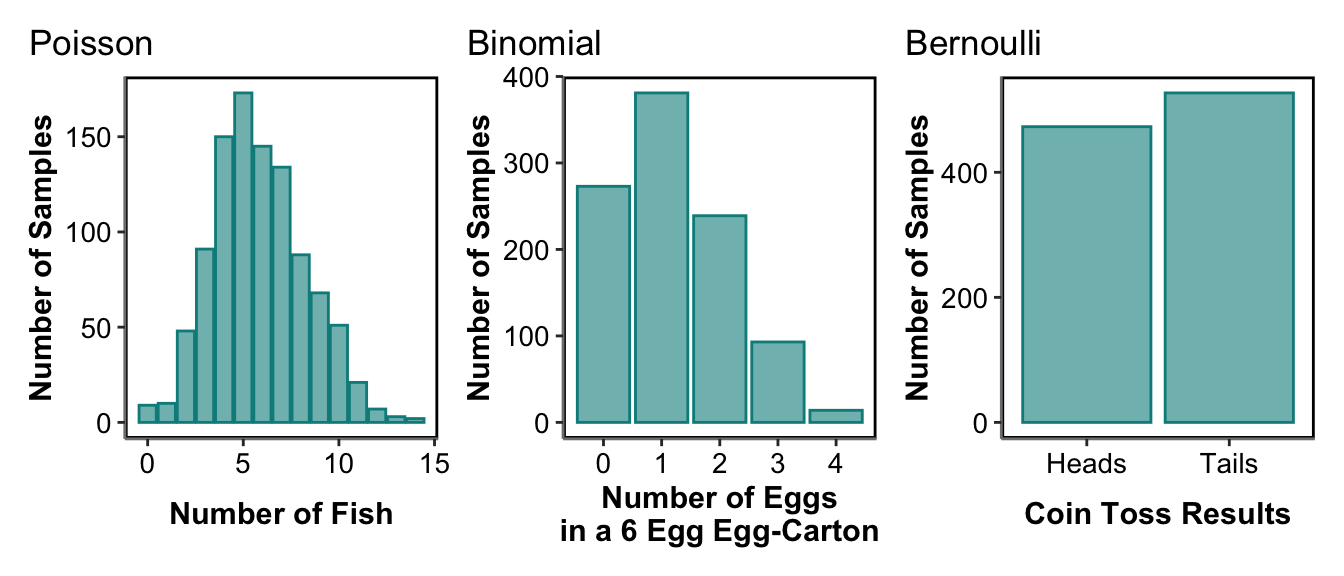 Poisson
Number of Samples
150
100
50
0
0 5 10 15
Number of Fish
Binomial
Number of Samples
400
300
200
100
0
0 1 2 3 4
Number of Eggs
in a 6 Egg Egg-Carton
Bernoulli
Number of Samples
400
200
0
Heads Tails
Coin Toss Results